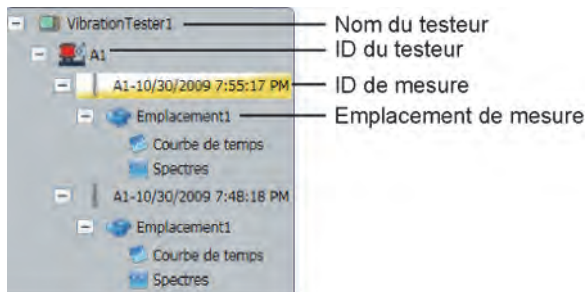 VibrationTester1 Nom du testeur
A1 ID du testeur
A1-10/30/2009 7:55:17 PM ID de mesure
Emplacement1 Emplacement de mesure
Courbe de temps
Spectres
A1-10/30/2009 7:48:18 PM
Emplacement1
Courbe de temps
Spectres